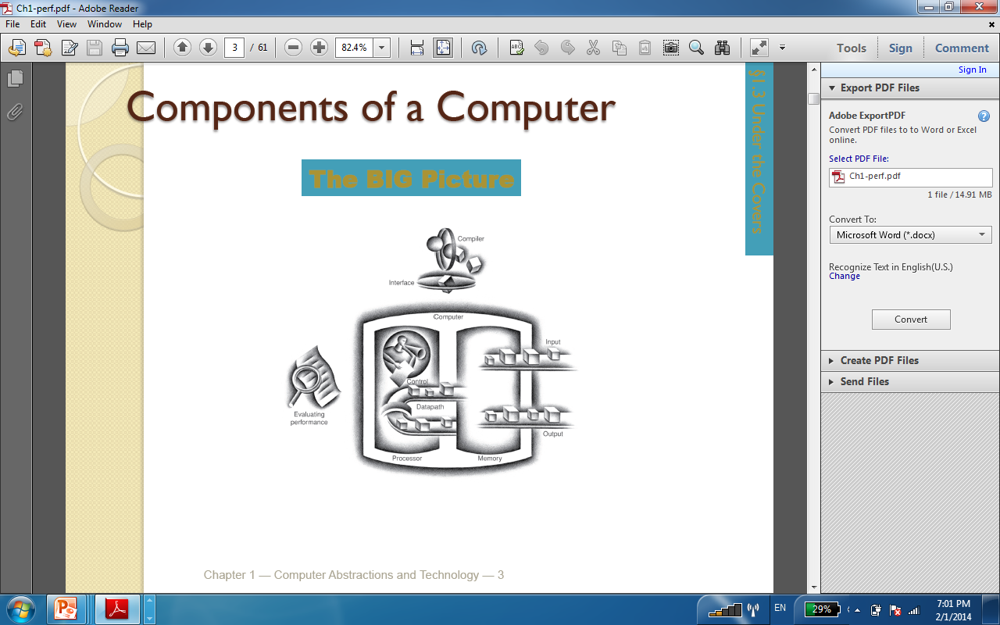 Ch1-perf.pdf - Adobe Reader
File Edit View Window Help
3 / 61 82.4% Tools Sign Comment
Sign In
Export PDF Files
Adobe ExportPDF
Convert PDF files to to Word or Excel
online.
Select PDF File:
Ch1-perf.pdf
1 file / 14.91 MB
Convert To:
Microsoft Word (*.docx)
Recognize Text in English(U.S.)
Change
Convert
Create PDF Files
Send Files
Components of a Computer
§1.3 Under the Covers
The BIG Picture
Compiler
Interface
Computer
Input
Control
Datapath
Evaluating
performance
Output
Processor
Memory
Chapter 1 — Computer Abstractions and Technology — 3
EN
29%
7:01 PM
2/1/2014